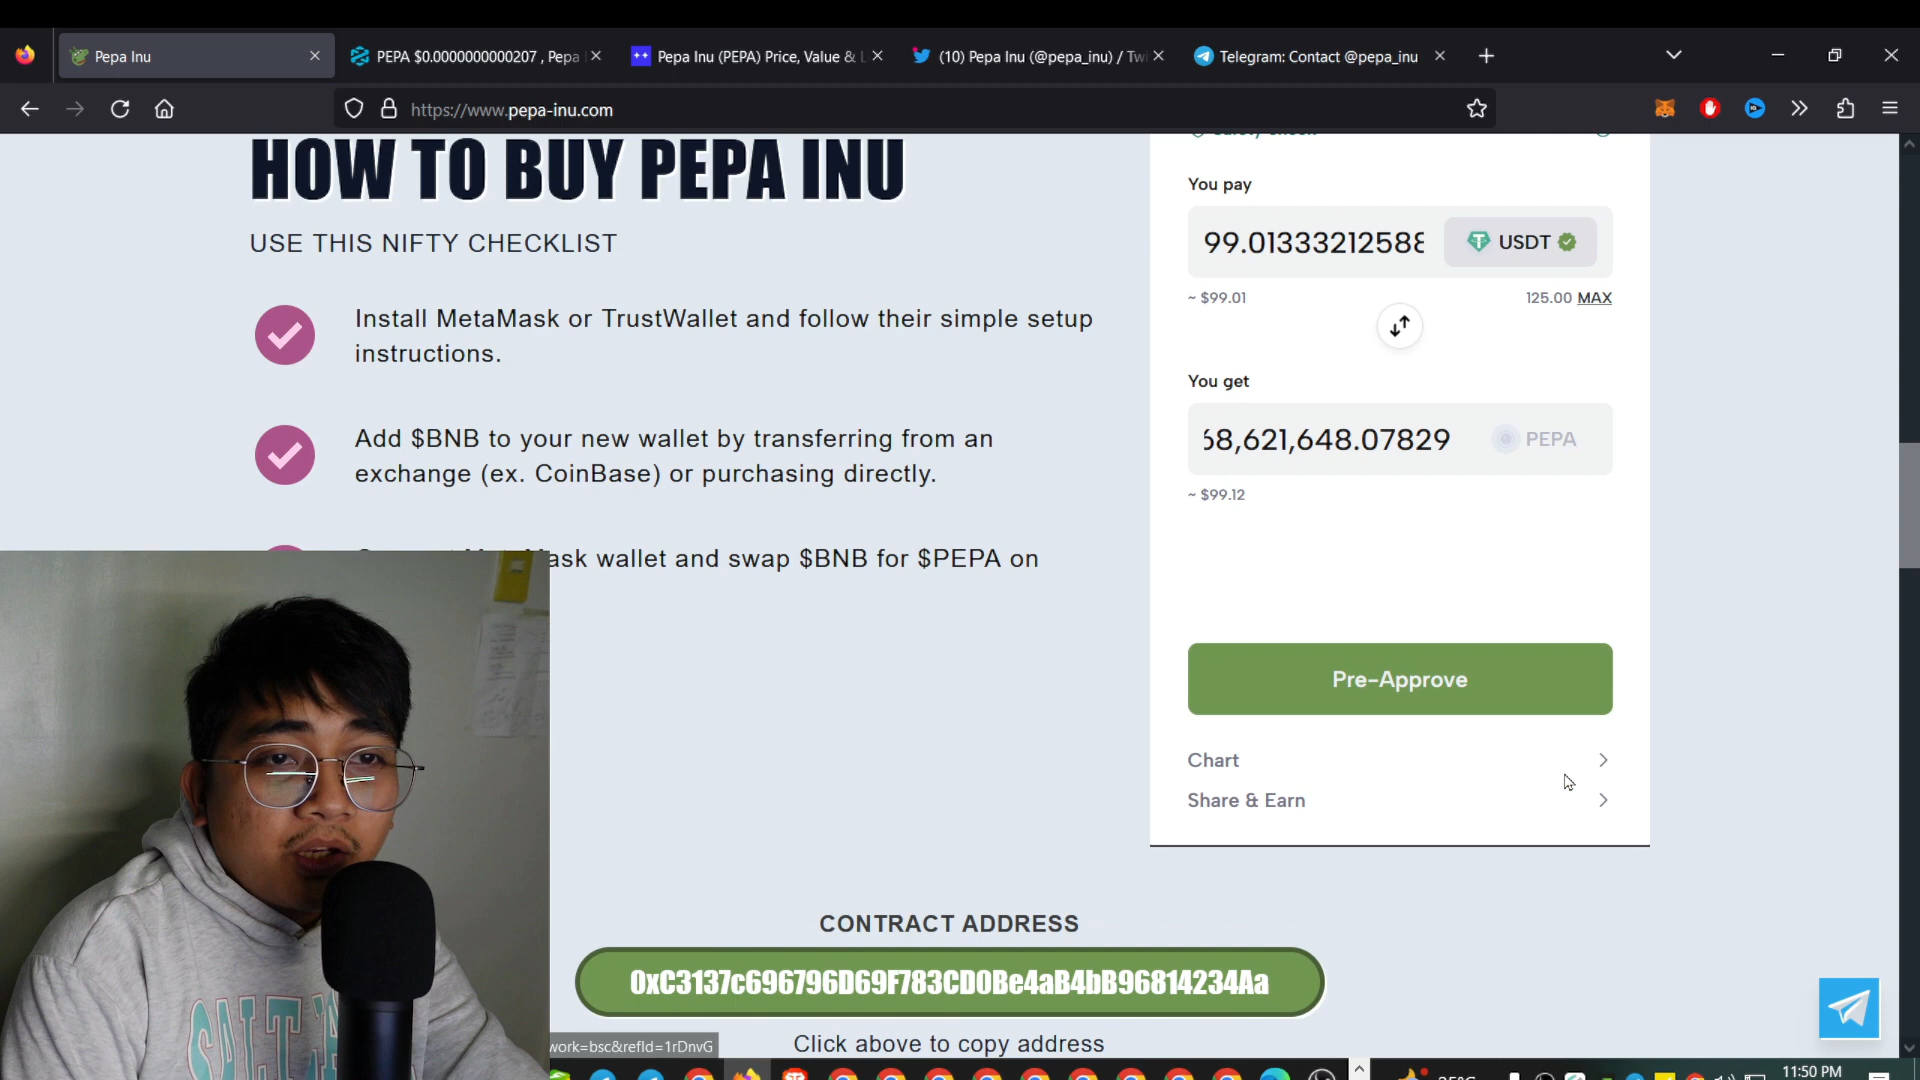 Pepa Inu
PEPA $0.0000000000207 , Pepa
Pepa Inu (PEPA) Price, Value & L
(10) Pepa Inu (@pepa_inu) / Twi
Telegram: Contact @pepa_inu
https://www.pepa-inu.com
HOW TO BUY PEPA INU
USE THIS NIFTY CHECKLIST
Install MetaMask or TrustWallet and follow their simple setup
instructions.
Add $BNB to your new wallet by transferring from an
exchange (ex. CoinBase) or purchasing directly.
ask wallet and swap $BNB for $PEPA on
You pay
99.01333212588
USDT
~ $99.01
125.00 MAX
You get
68,621,648.07829
PEPA
~ $99.12
Pre-Approve
Chart
Share & Earn
CONTRACT ADDRESS
0xC3137c696796D69F783CD0Be4aB4bB96814234Aa
Click above to copy address
work=bsc&refId=1rDnvG
11:50 PM